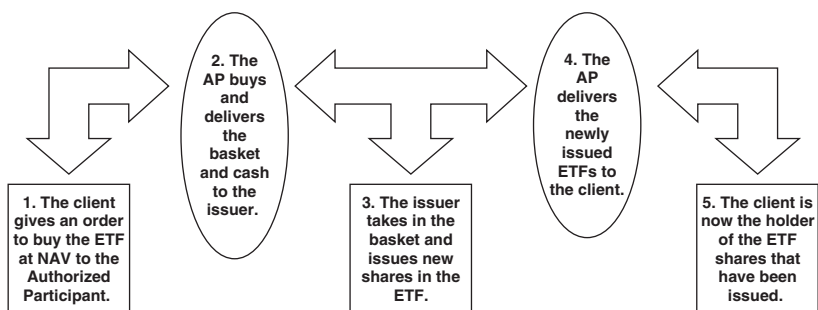 1. The client
gives an order
to buy the ETF
at NAV to the
Authorized
Participant.
2. The
AP buys
and
delivers
the
basket
and cash
to the
issuer.
3. The issuer
takes in the
basket and
issues new
shares in the
ETF.
4. The
AP
delivers
the
newly
issued
ETFs to
the client.
5. The client is
now the holder
of the ETF
shares that
have been
issued.